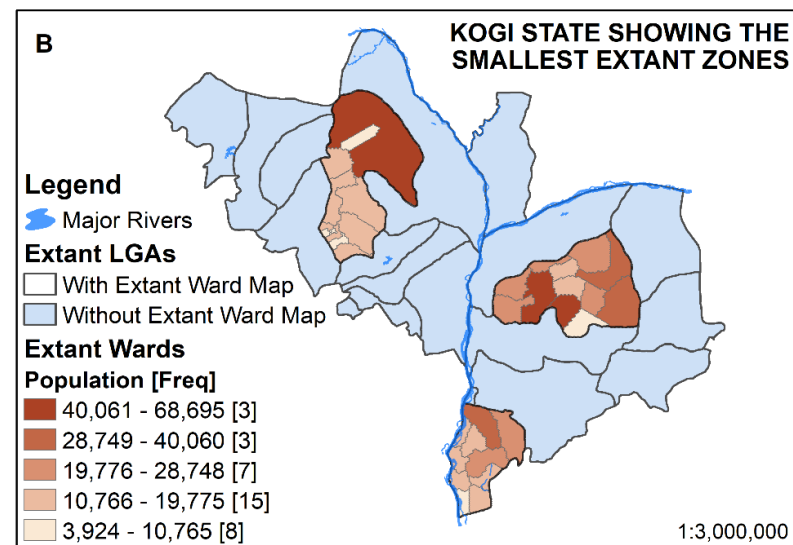 B
KOGI STATE SHOWING THE
SMALLEST EXTANT ZONES
Legend
Major Rivers
Extant LGAs
With Extant Ward Map
Without Extant Ward Map
Extant Wards
Population [Freq]
40,061 - 68,695 [3]
28,749 - 40,060 [3]
19,776 - 28,748 [7]
10,766 - 19,775 [15]
3,924 - 10,765 [8]
1:3,000,000